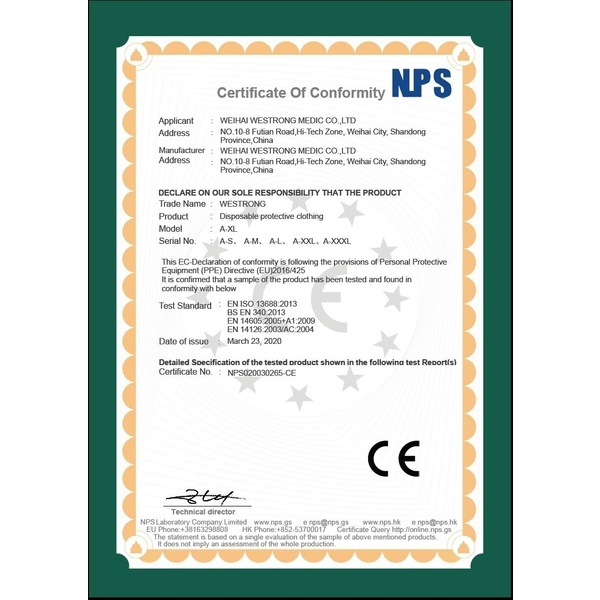 NPS
Certificate Of Conformity
Applicant : WEIHAI WESTRONG MEDIC CO.,LTD
Address : NO.10-8 Futian Road,Hi-Tech Zone, Weihai City, Shandong
Province,China
Manufacturer : WEIHAI WESTRONG MEDIC CO.,LTD
Address : NO.10-8 Futian Road,Hi-Tech Zone, Weihai City, Shandong
Province,China
DECLARE ON OUR SOLE RESPONSIBILITY THAT THE PRODUCT
Trade Name : WESTRONG
Product : Disposable protective clothing
Model : A-XL
Serial No. : A-S、A-M、A-L、A-XXL、A-XXXL
This EC-Declaration of conformity is following the provisions of Personal Protective
Equipment (PPE) Directive (EU)2016/425
It is confirmed that a sample of the product has been tested and found in
conformity with below
Test Standard : EN ISO 13688:2013
BS EN 340:2013
EN 14605:2005+A1:2009
EN 14126:2003/AC:2004
Date of issue : March 23, 2020
Detailed Specification of the tested product shown in the following test Report(s)
Certificate No. : NPS020030265-CE
CE
CE
Technical director
NPS Laboratory Company Limited www.nps.gs e nps@nps.gs www.nps.hk e nps@nps.hk
EU Phone:+38163298808 HK Phone:+852-53700017 Certificate Query http://online.nps.gs
The statement is based on a single evaluation of the sample of above mentioned products.
It does not imply an assessment of the whole production.